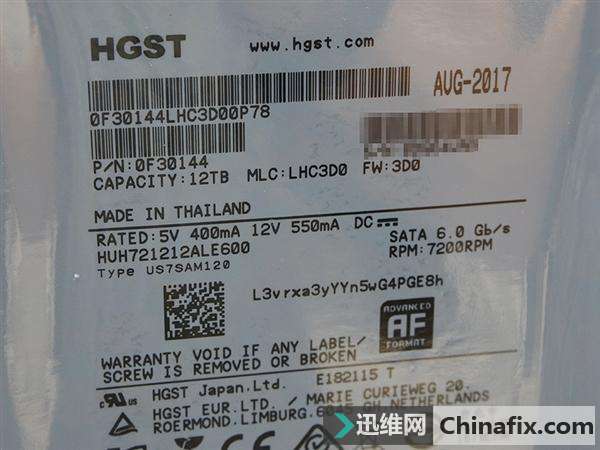 HGST www.hgst.com
AUG-2017
0F30144LHC3D00P78
P/N:0F30144
CAPACITY:12TB MLC:LHC3D0 FW:3D0
MADE IN THAILAND
RATED:5V 400mA 12V 550mA DC
SATA 6.0 Gb/s
HUH721212ALE600
RPM:7200RPM
TYPE US7SAM120
L3vrxa3yYYn5wG4PGE8h
ADVANCED
AF
FORMAT
WARRANTY VOID IF ANY LABEL/
SCREW IS REMOVED OR BROKEN.
HGST Japan,Ltd. E182115 T
HGST EUR.LTD./ MARIE CURIEWEG 20,
ROERMOND,LIMBURG,6045 CH NETHERLANDS
迅维网 Chinafix.com